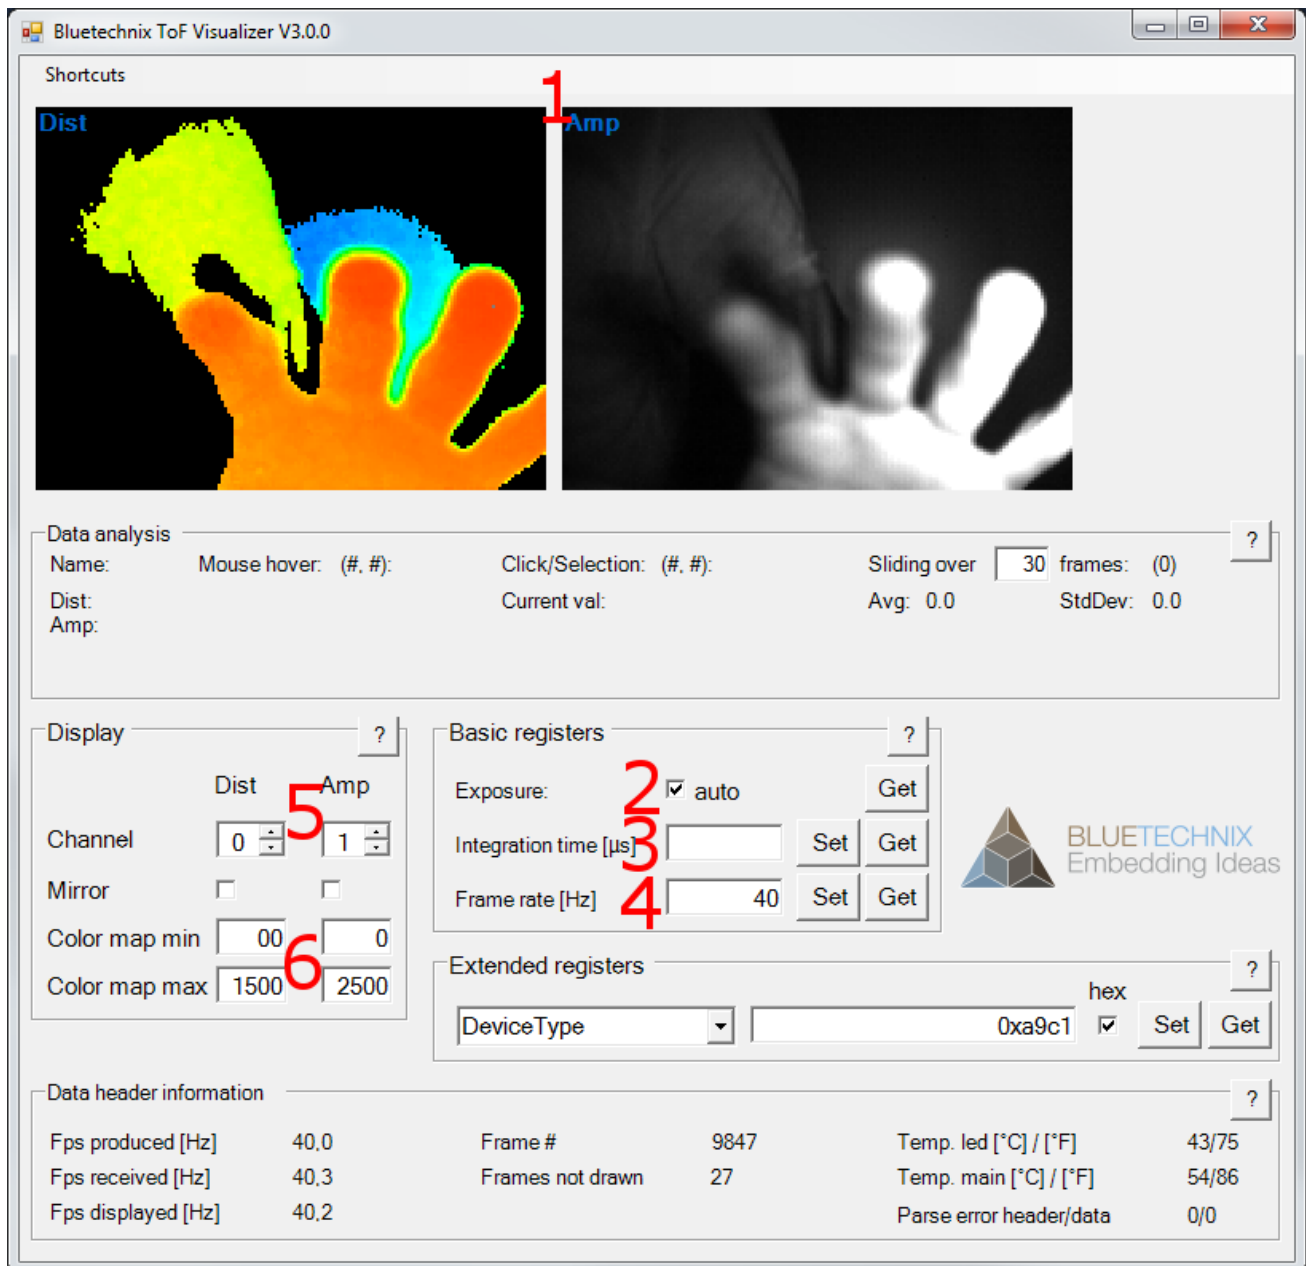 Bluetechnix ToF Visualizer V3.0.0
Shortcuts
1
Dist
Amp
Data analysis
?
Name: Mouse hover: (#, #): Click/Selection: (#, #): Sliding over 30 frames: (0)
Dist: Current val: Avg: 0.0 StdDev: 0.0
Amp:
Display ?
Dist 5 Amp
Channel 0 1
Mirror
Color map min 00 0
6
Color map max 1500 2500
Basic registers ?
Exposure: 2 auto Get
Integration time [µs] 3 Set Get
Frame rate [Hz] 4 40 Set Get
BLUETECHNIX
Embedding Ideas
Extended registers ?
hex
DeviceType 0xa9c1 Set Get
Data header information ?
Fps produced [Hz] 40,0 Frame # 9847 Temp. led [°C] / [°F] 43/75
Fps received [Hz] 40,3 Frames not drawn 27 Temp. main [°C] / [°F] 54/86
Fps displayed [Hz] 40,2 Parse error header/data 0/0